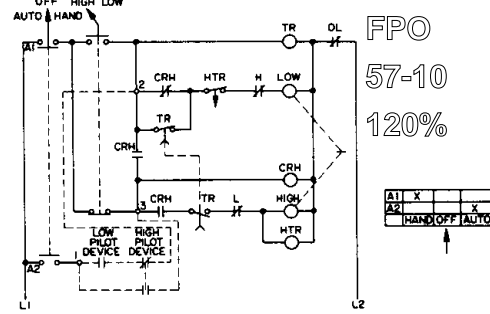 OFF HIGH LOW
AUTO HAND
A1
TR
OL
FPO
57-10
120%
2
CRH
HTR
H
LOW
TR
CRH
CRH
3
CRH
TR
L
HIGH
HTR
LOW PILOT DEVICE
HIGH PILOT DEVICE
1
A2
L1
L2
A1 X
A2 X
HAND OFF AUTO